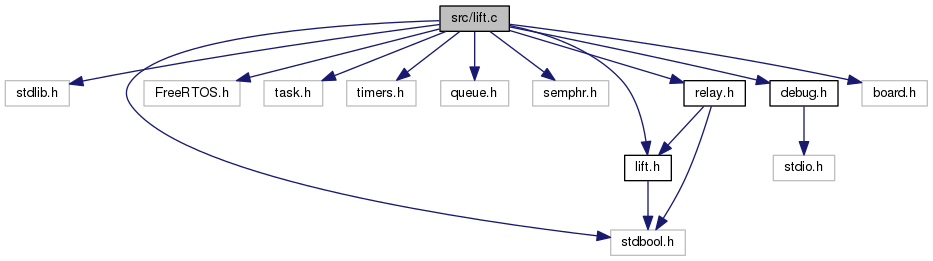 src/lift.c
stdlib.h
FreeRTOS.h
task.h
timers.h
queue.h
semphr.h
relay.h
debug.h
board.h
lift.h
stdio.h
stdbool.h